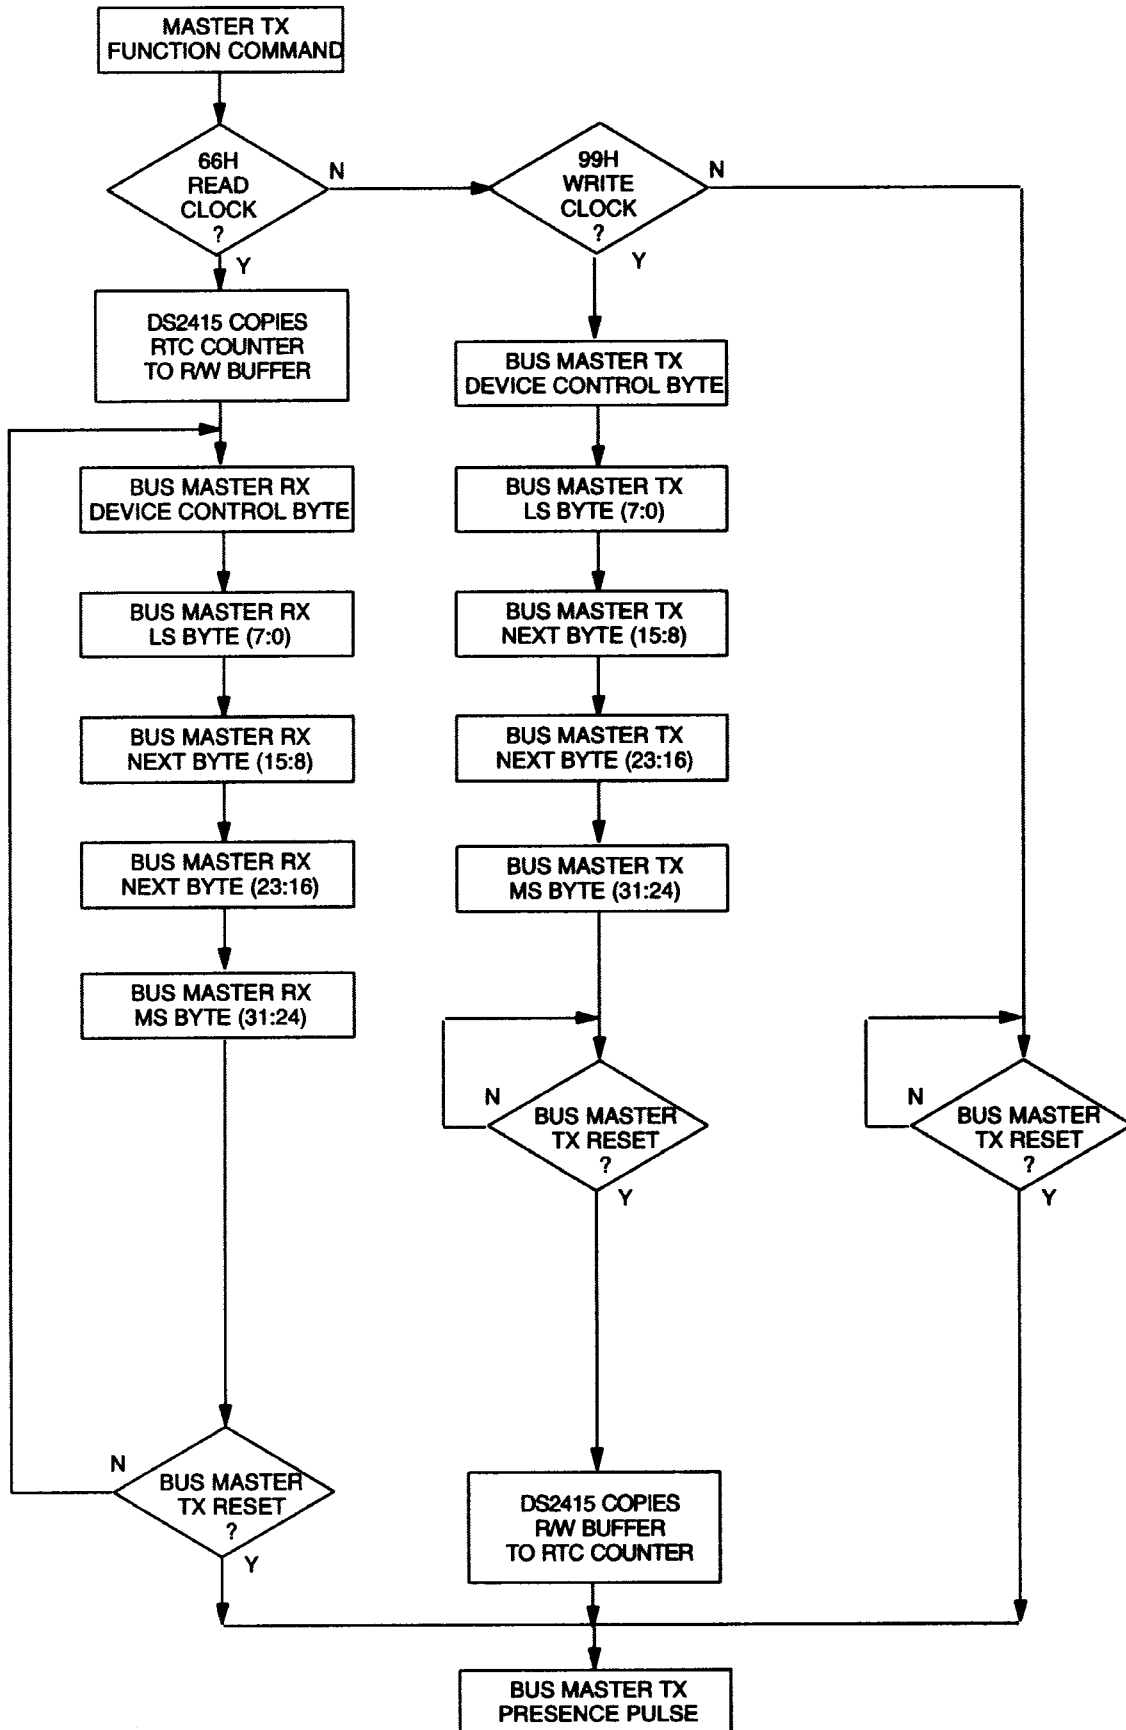 MASTER TX
FUNCTION COMMAND
66H
READ
CLOCK
?
N
Y
99H
WRITE
CLOCK
?
N
Y
DS2415 COPIES
RTC COUNTER
TO R/W BUFFER
BUS MASTER RX
DEVICE CONTROL BYTE
BUS MASTER RX
LS BYTE (7:0)
BUS MASTER RX
NEXT BYTE (15:8)
BUS MASTER RX
NEXT BYTE (23:16)
BUS MASTER RX
MS BYTE (31:24)
N
BUS MASTER
TX RESET
?
Y
BUS MASTER TX
DEVICE CONTROL BYTE
BUS MASTER TX
LS BYTE (7:0)
BUS MASTER TX
NEXT BYTE (15:8)
BUS MASTER TX
NEXT BYTE (23:16)
BUS MASTER TX
MS BYTE (31:24)
N
BUS MASTER
TX RESET
?
Y
DS2415 COPIES
R/W BUFFER
TO RTC COUNTER
N
BUS MASTER
TX RESET
?
Y
BUS MASTER TX
PRESENCE PULSE